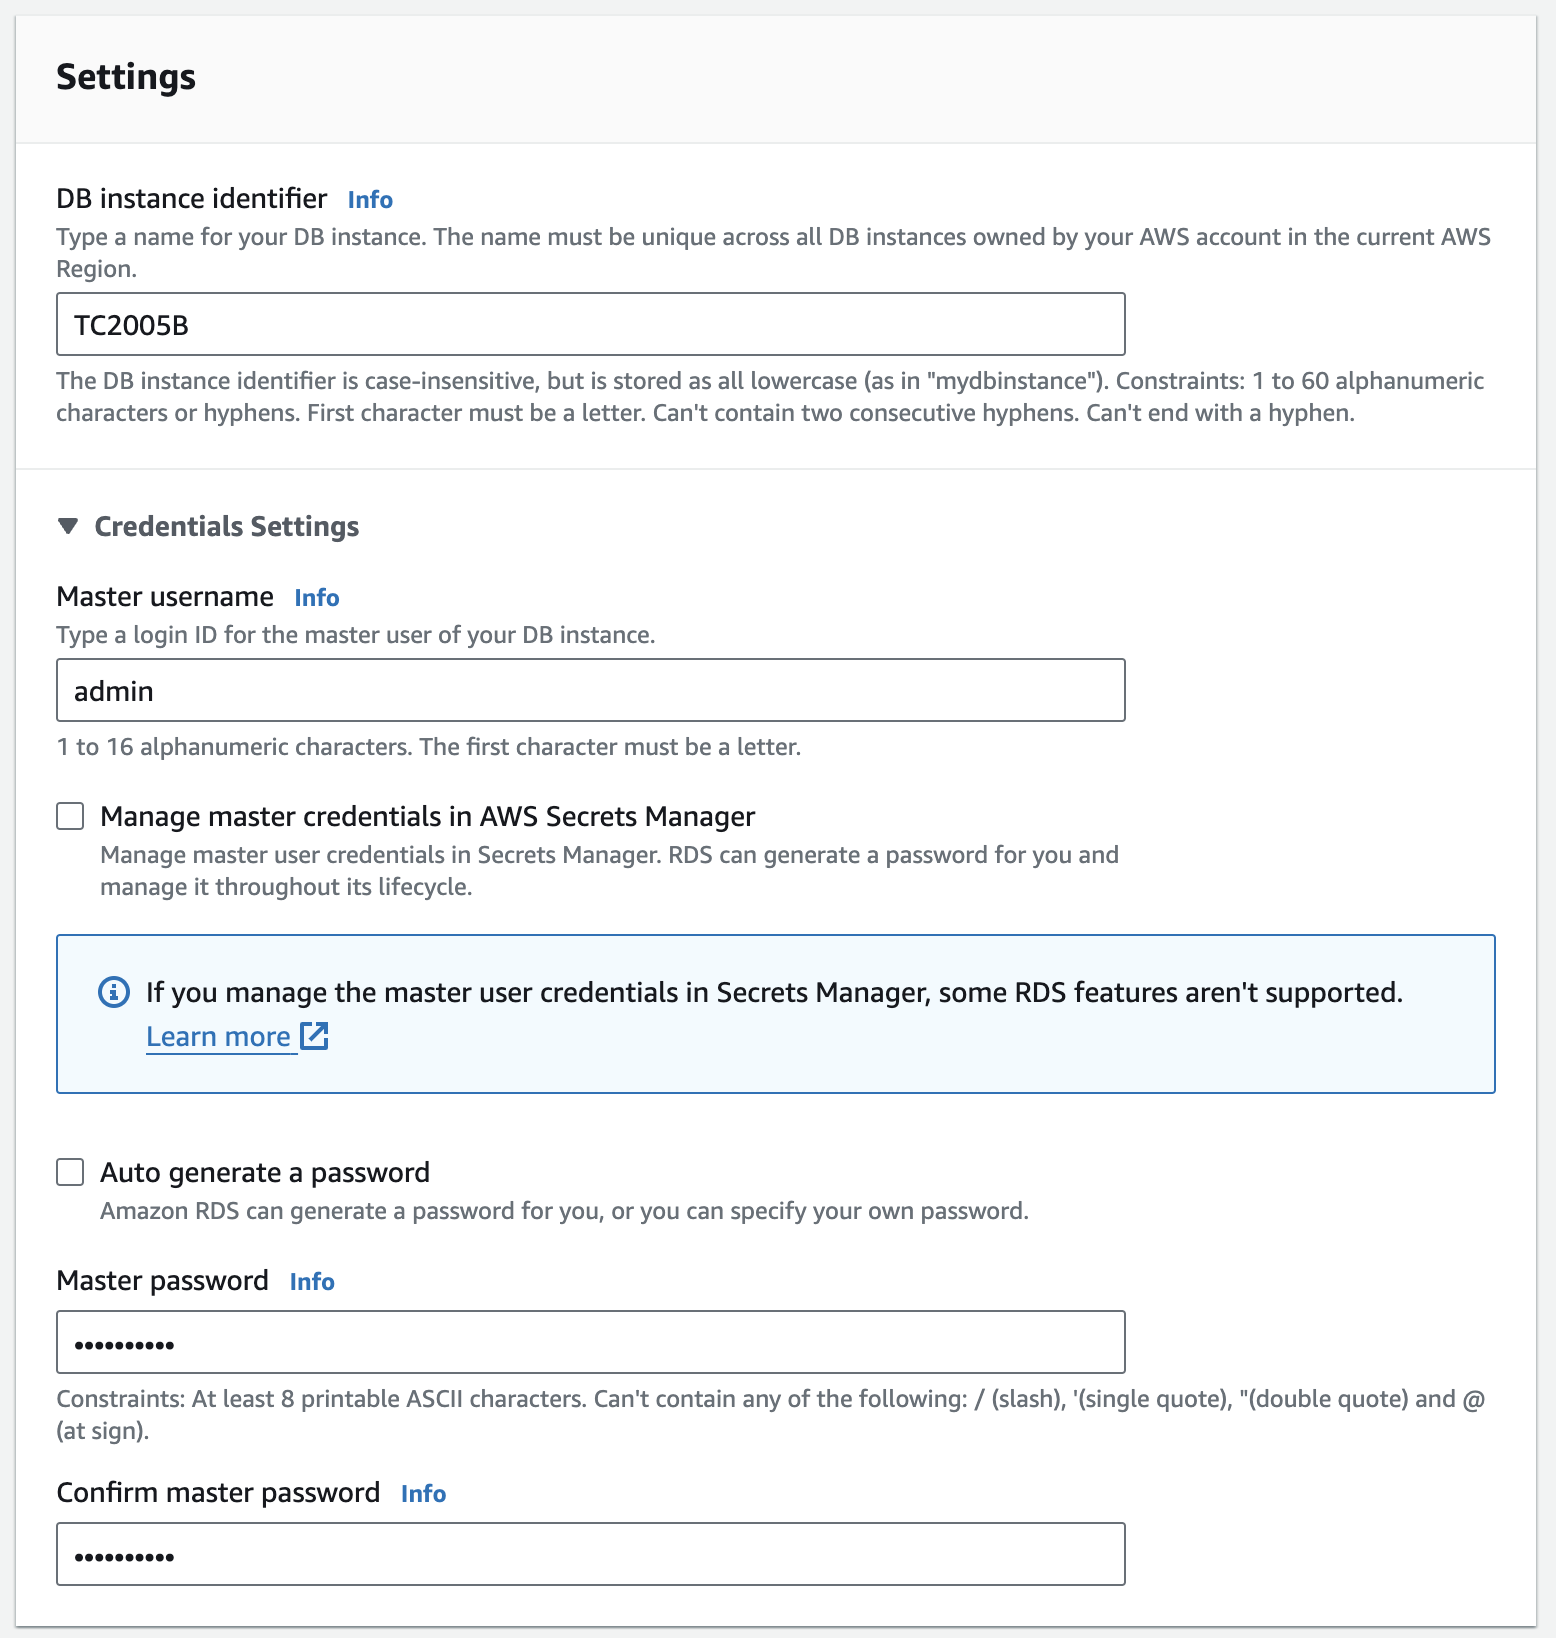 Settings
DB instance identifier Info
Type a name for your DB instance. The name must be unique across all DB instances owned by your AWS account in the current AWS
Region.
TC2005B
The DB instance identifier is case-insensitive, but is stored as all lowercase (as in "mydbinstance"). Constraints: 1 to 60 alphanumeric
characters or hyphens. First character must be a letter. Can't contain two consecutive hyphens. Can't end with a hyphen.
Credentials Settings
Master username Info
Type a login ID for the master user of your DB instance.
admin
1 to 16 alphanumeric characters. The first character must be a letter.
Manage master credentials in AWS Secrets Manager
Manage master user credentials in Secrets Manager. RDS can generate a password for you and
manage it throughout its lifecycle.
If you manage the master user credentials in Secrets Manager, some RDS features aren't supported.
Learn more
Auto generate a password
Amazon RDS can generate a password for you, or you can specify your own password.
Master password Info
••••••••••
Constraints: At least 8 printable ASCII characters. Can't contain any of the following: / (slash), '(single quote), "(double quote) and @
(at sign).
Confirm master password Info
••••••••••